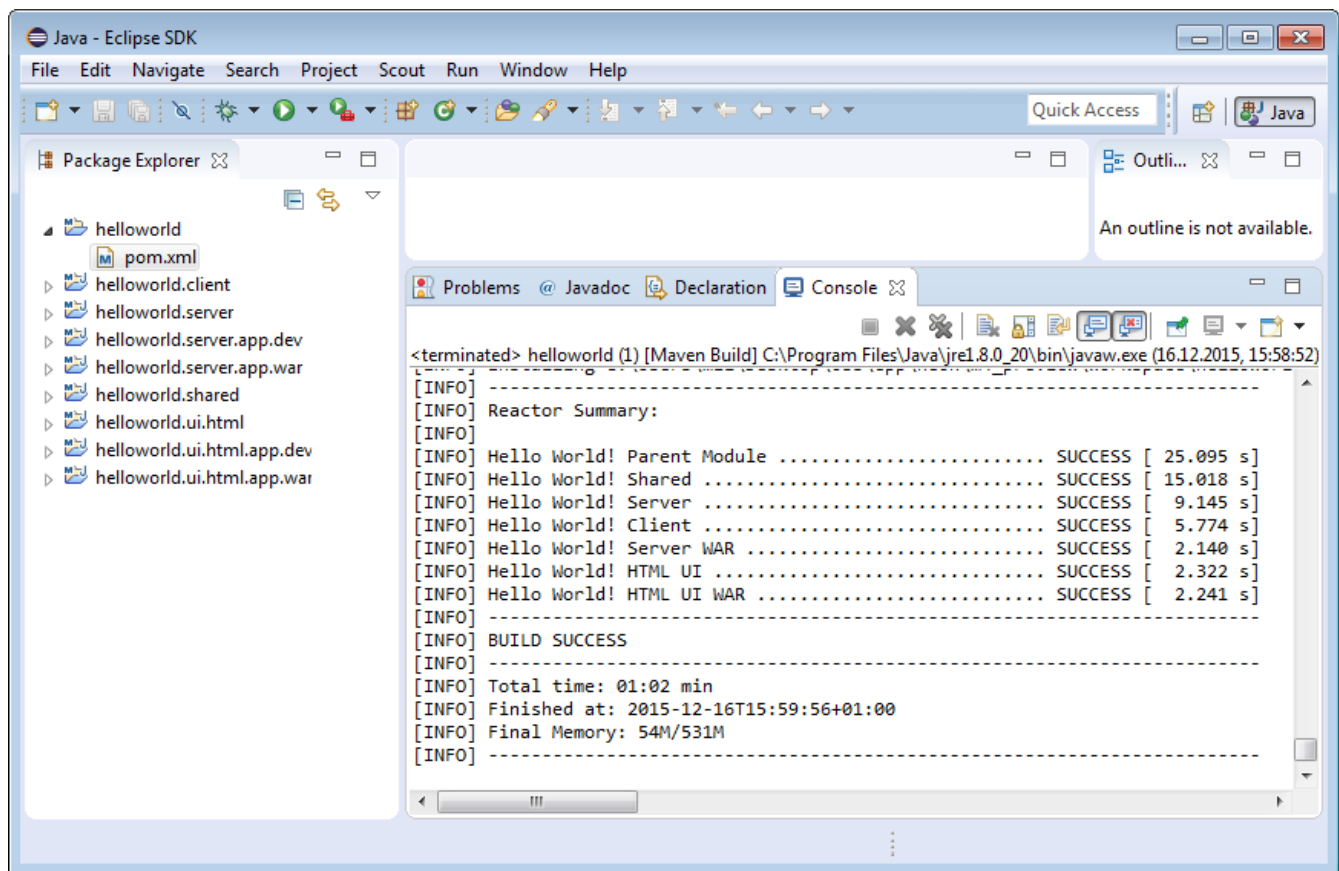 Java - Eclipse SDK
File Edit Navigate Search Project Scout Run Window Help
Quick Access
Java
Package Explorer
helloworld
pom.xml
helloworld.client
helloworld.server
helloworld.server.app.dev
helloworld.server.app.war
helloworld.shared
helloworld.ui.html
helloworld.ui.html.app.dev
helloworld.ui.html.app.war
Outli...
An outline is not available.
Problems @ Javadoc Declaration Console
<terminated> helloworld (1) [Maven Build] C:\Program Files\Java\jre1.8.0_20\bin\javaw.exe (16.12.2015, 15:58:52)
[INFO] ------------------------------------------------------------------------
[INFO] Reactor Summary:
[INFO]
[INFO] Hello World! Parent Module ......................... SUCCESS [ 25.095 s]
[INFO] Hello World! Shared ................................ SUCCESS [ 15.018 s]
[INFO] Hello World! Server ................................ SUCCESS [  9.145 s]
[INFO] Hello World! Client ................................ SUCCESS [  5.774 s]
[INFO] Hello World! Server WAR ............................ SUCCESS [  2.140 s]
[INFO] Hello World! HTML UI ............................... SUCCESS [  2.322 s]
[INFO] Hello World! HTML UI WAR ........................... SUCCESS [  2.241 s]
[INFO] ------------------------------------------------------------------------
[INFO] BUILD SUCCESS
[INFO] ------------------------------------------------------------------------
[INFO] Total time: 01:02 min
[INFO] Finished at: 2015-12-16T15:59:56+01:00
[INFO] Final Memory: 54M/531M
[INFO] ------------------------------------------------------------------------